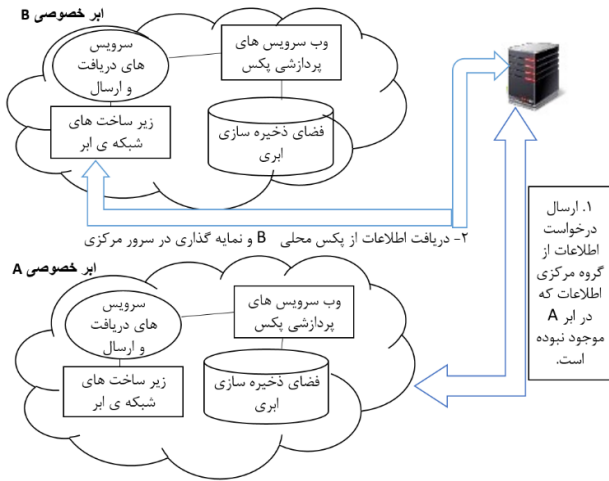 ابر خصوصی B
سرویس
های دریافت
و ارسال
وب سرویس های
پردازشی پکس
زیر ساخت های
شبکه ی ابر
فضای ذخیره سازی
ابری
۱. ارسال
درخواست
اطلاعات از
گروه مرکزی
اطلاعات که
در ابر A
موجود نبوده
است.
۲- دریافت اطلاعات از پکس محلی B و نمایه گذاری در سرور مرکزی
ابر خصوصی A
سرویس
های دریافت
و ارسال
وب سرویس های
پردازشی پکس
زیر ساخت های
شبکه ی ابر
فضای ذخیره سازی
ابری